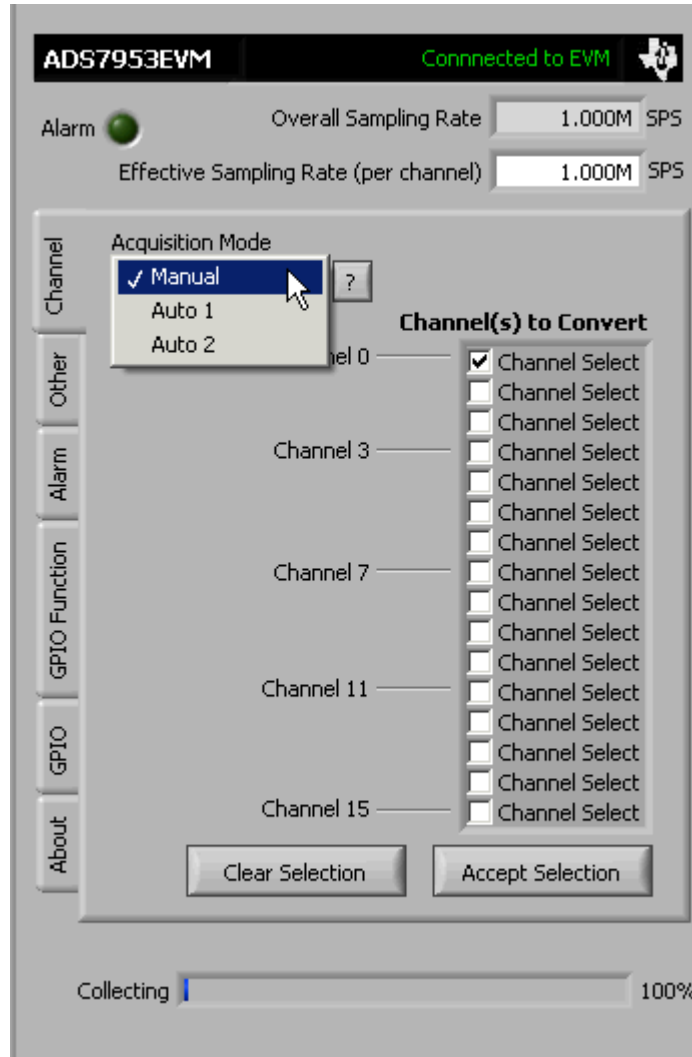 ADS7953EVM Connnected to EVM
Alarm Overall Sampling Rate 1.000M SPS
Effective Sampling Rate (per channel) 1.000M SPS
Channel
Other
Alarm
GPIO Function
GPIO
About
Acquisition Mode
✓ Manual ?
Auto 1
Auto 2
Channel(s) to Convert
nel 0 Channel Select
Channel Select
Channel Select
Channel 3 Channel Select
Channel Select
Channel Select
Channel Select
Channel 7 Channel Select
Channel Select
Channel Select
Channel Select
Channel 11 Channel Select
Channel Select
Channel Select
Channel Select
Channel 15 Channel Select
Clear Selection Accept Selection
Collecting 100%